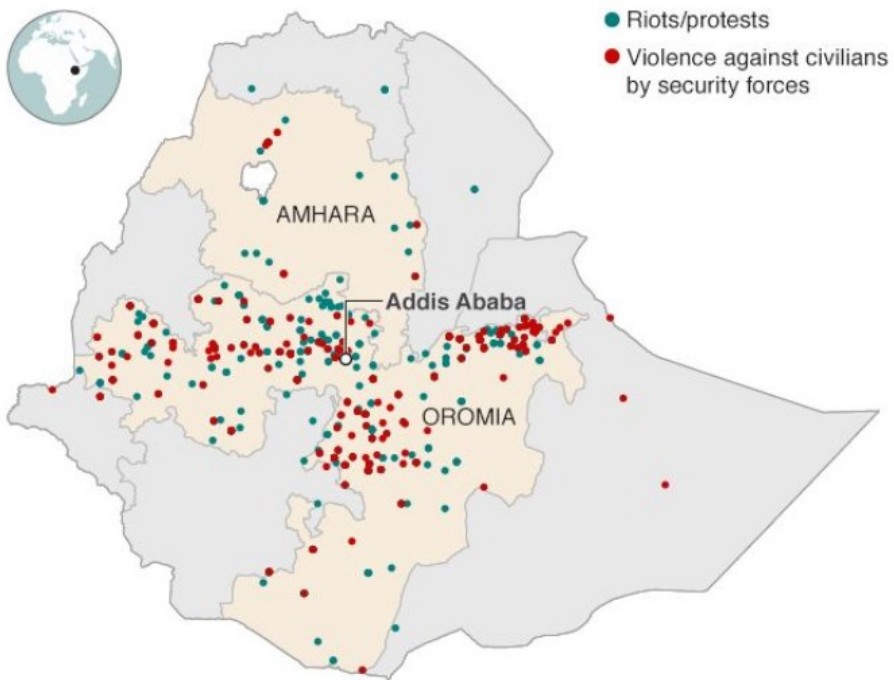 Riots/protests
Violence against civilians
by security forces
AMHARA
Addis Ababa
OROMIA